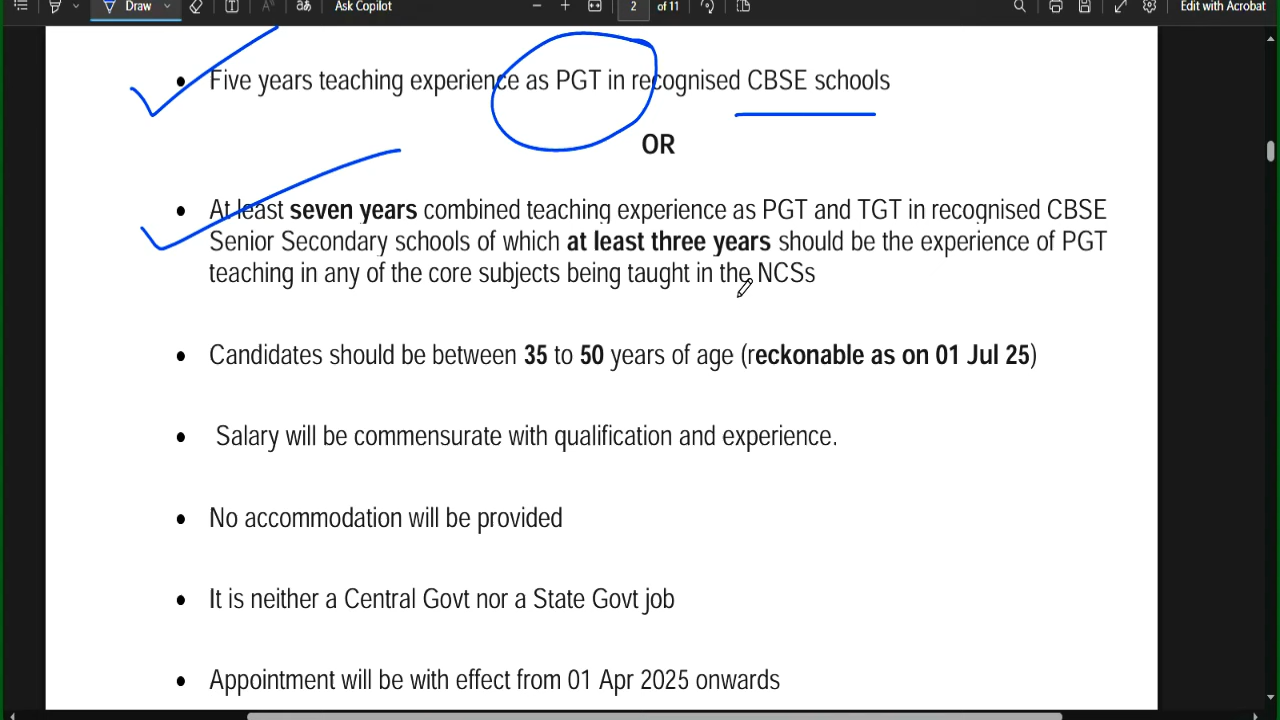 Draw
Ask Copilot
2 of 11
Edit with Acrobat
• Five years teaching experience as PGT in recognised CBSE schools
OR
• At least seven years combined teaching experience as PGT and TGT in recognised CBSE
Senior Secondary schools of which at least three years should be the experience of PGT
teaching in any of the core subjects being taught in the NCSs
• Candidates should be between 35 to 50 years of age (reckonable as on 01 Jul 25)
• Salary will be commensurate with qualification and experience.
• No accommodation will be provided
• It is neither a Central Govt nor a State Govt job
• Appointment will be with effect from 01 Apr 2025 onwards